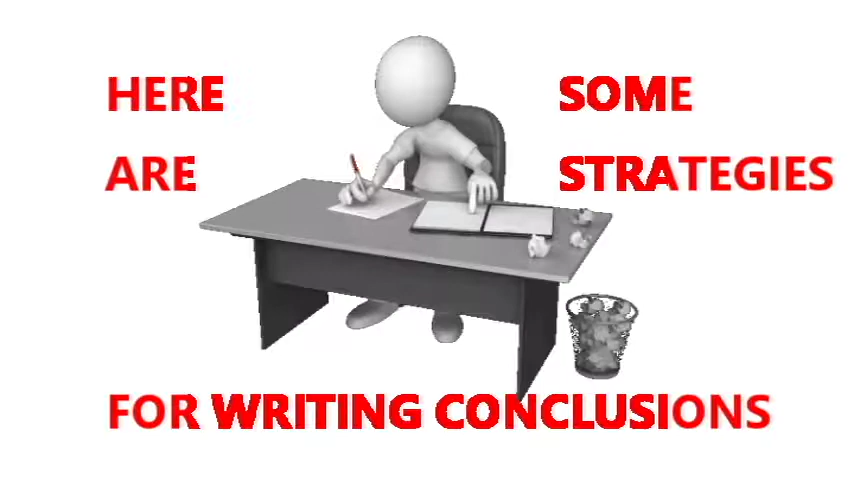 HERE
ARE
SOME
STRATEGIES
FOR WRITING CONCLUSIONS